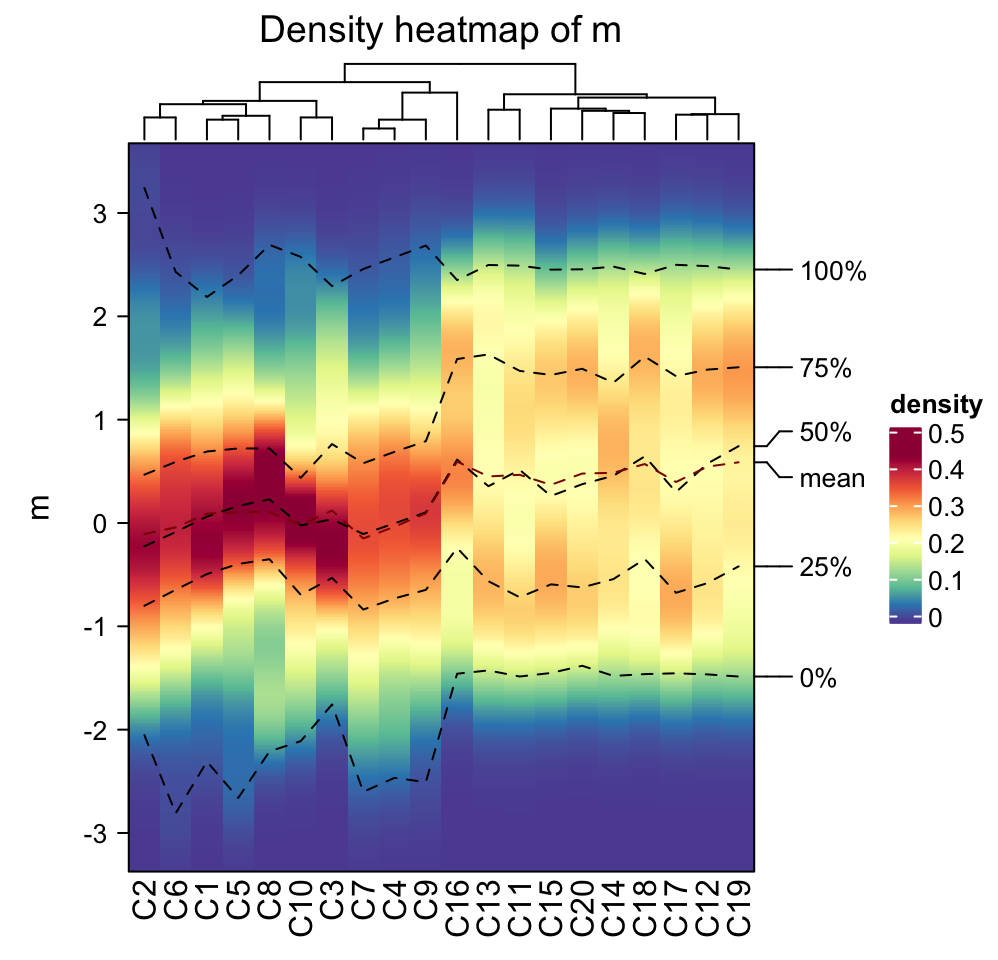 Density heatmap of m
3
2
1
0
-1
-2
-3
m
100%
75%
50%
mean
25%
0%
density
0.5
0.4
0.3
0.2
0.1
0
C2
C6
C1
C5
C8
C10
C3
C7
C4
C9
C16
C13
C11
C15
C20
C14
C18
C17
C12
C19